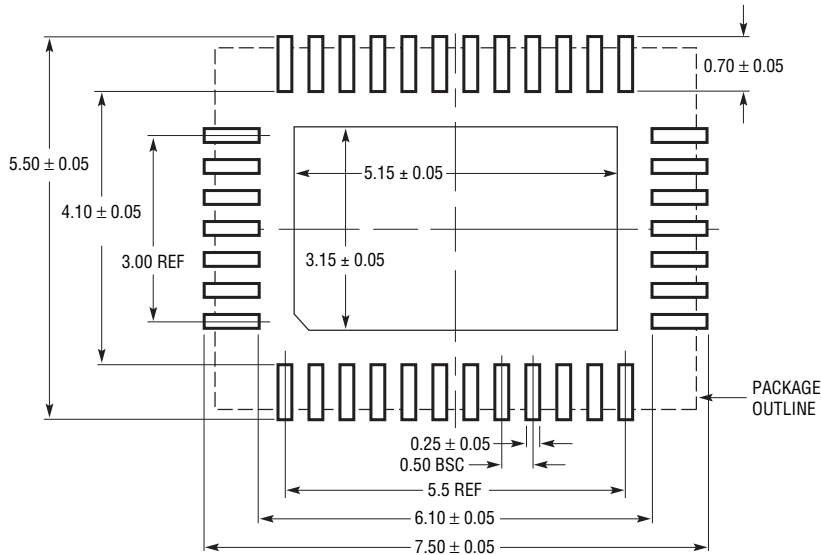 0.70 ± 0.05
5.50 ± 0.05
5.15 ± 0.05
4.10 ± 0.05
3.00 REF
3.15 ± 0.05
PACKAGE
OUTLINE
0.25 ± 0.05
0.50 BSC
5.5 REF
6.10 ± 0.05
7.50 ± 0.05